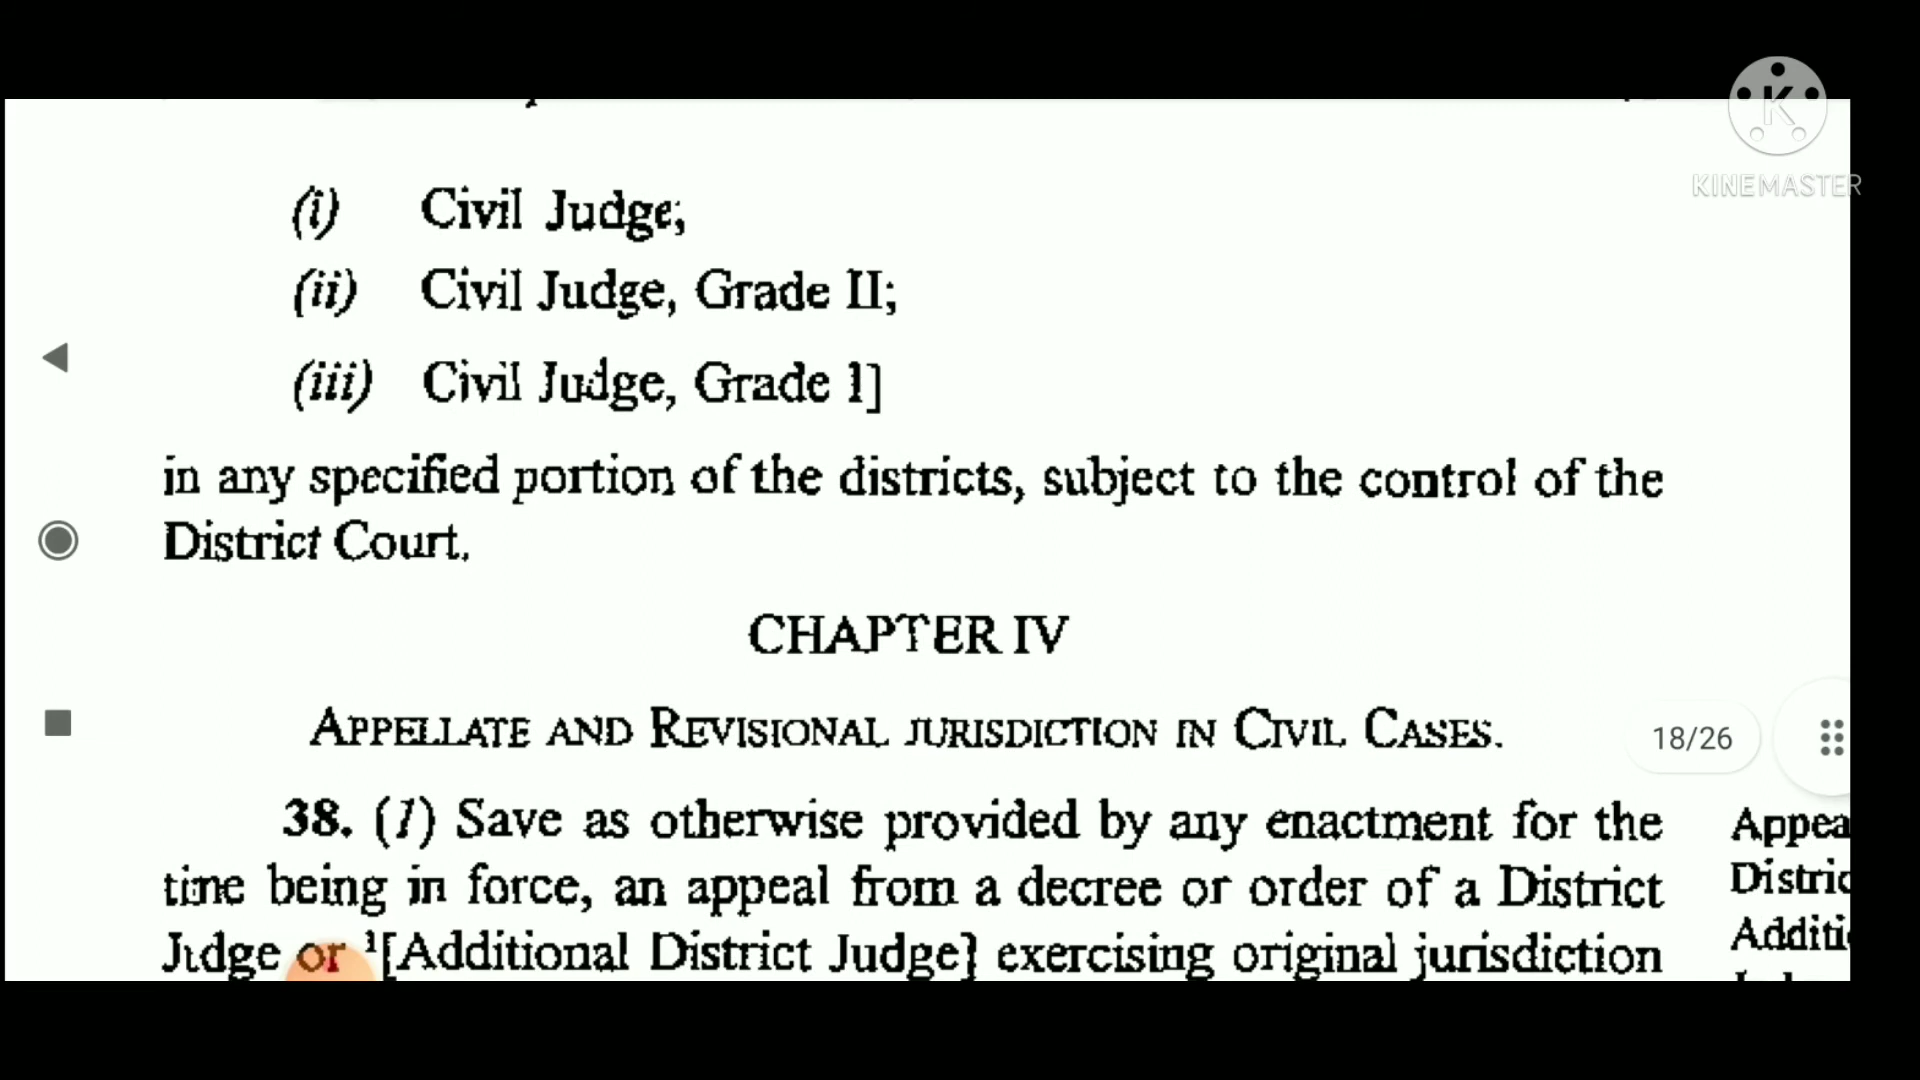 K
KINEMASTER
(i) Civil Judge;
(ii) Civil Judge, Grade II;
(iii) Civil Judge, Grade I]
in any specified portion of the districts, subject to the control of the
District Court.
CHAPTER IV
APPELLATE AND REVISIONAL JURISDICTION IN CIVIL CASES.
18/26
38. (1) Save as otherwise provided by any enactment for the
time being in force, an appeal from a decree or order of a District
Judge or ¹[Additional District Judge] exercising original jurisdiction
Appea
Distric
Additi